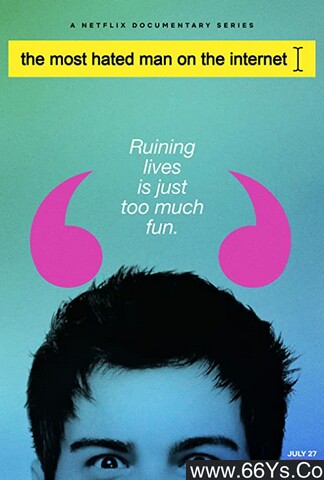 A NETFLIX DOCUMENTARY SERIES
the most hated man on the internet
Ruining
lives
is just
too much
fun.
JULY 27
www.66Ys.Co